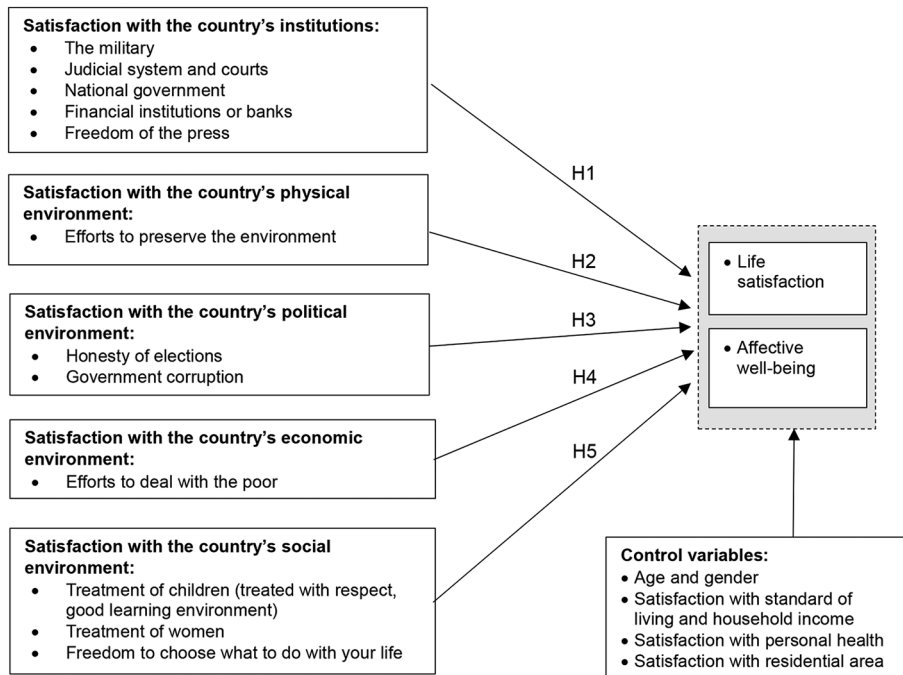 Satisfaction with the country's institutions:
• The military
• Judicial system and courts
• National government
• Financial institutions or banks
• Freedom of the press
H1
Satisfaction with the country's physical
environment:
• Efforts to preserve the environment
H2
Satisfaction with the country's political
environment:
• Honesty of elections
• Government corruption
H3
Satisfaction with the country's economic
environment:
• Efforts to deal with the poor
H4
Satisfaction with the country's social
environment:
• Treatment of children (treated with respect,
good learning environment)
• Treatment of women
• Freedom to choose what to do with your life
H5
• Life
satisfaction
• Affective
well-being
Control variables:
• Age and gender
• Satisfaction with standard of
living and household income
• Satisfaction with personal health
• Satisfaction with residential area